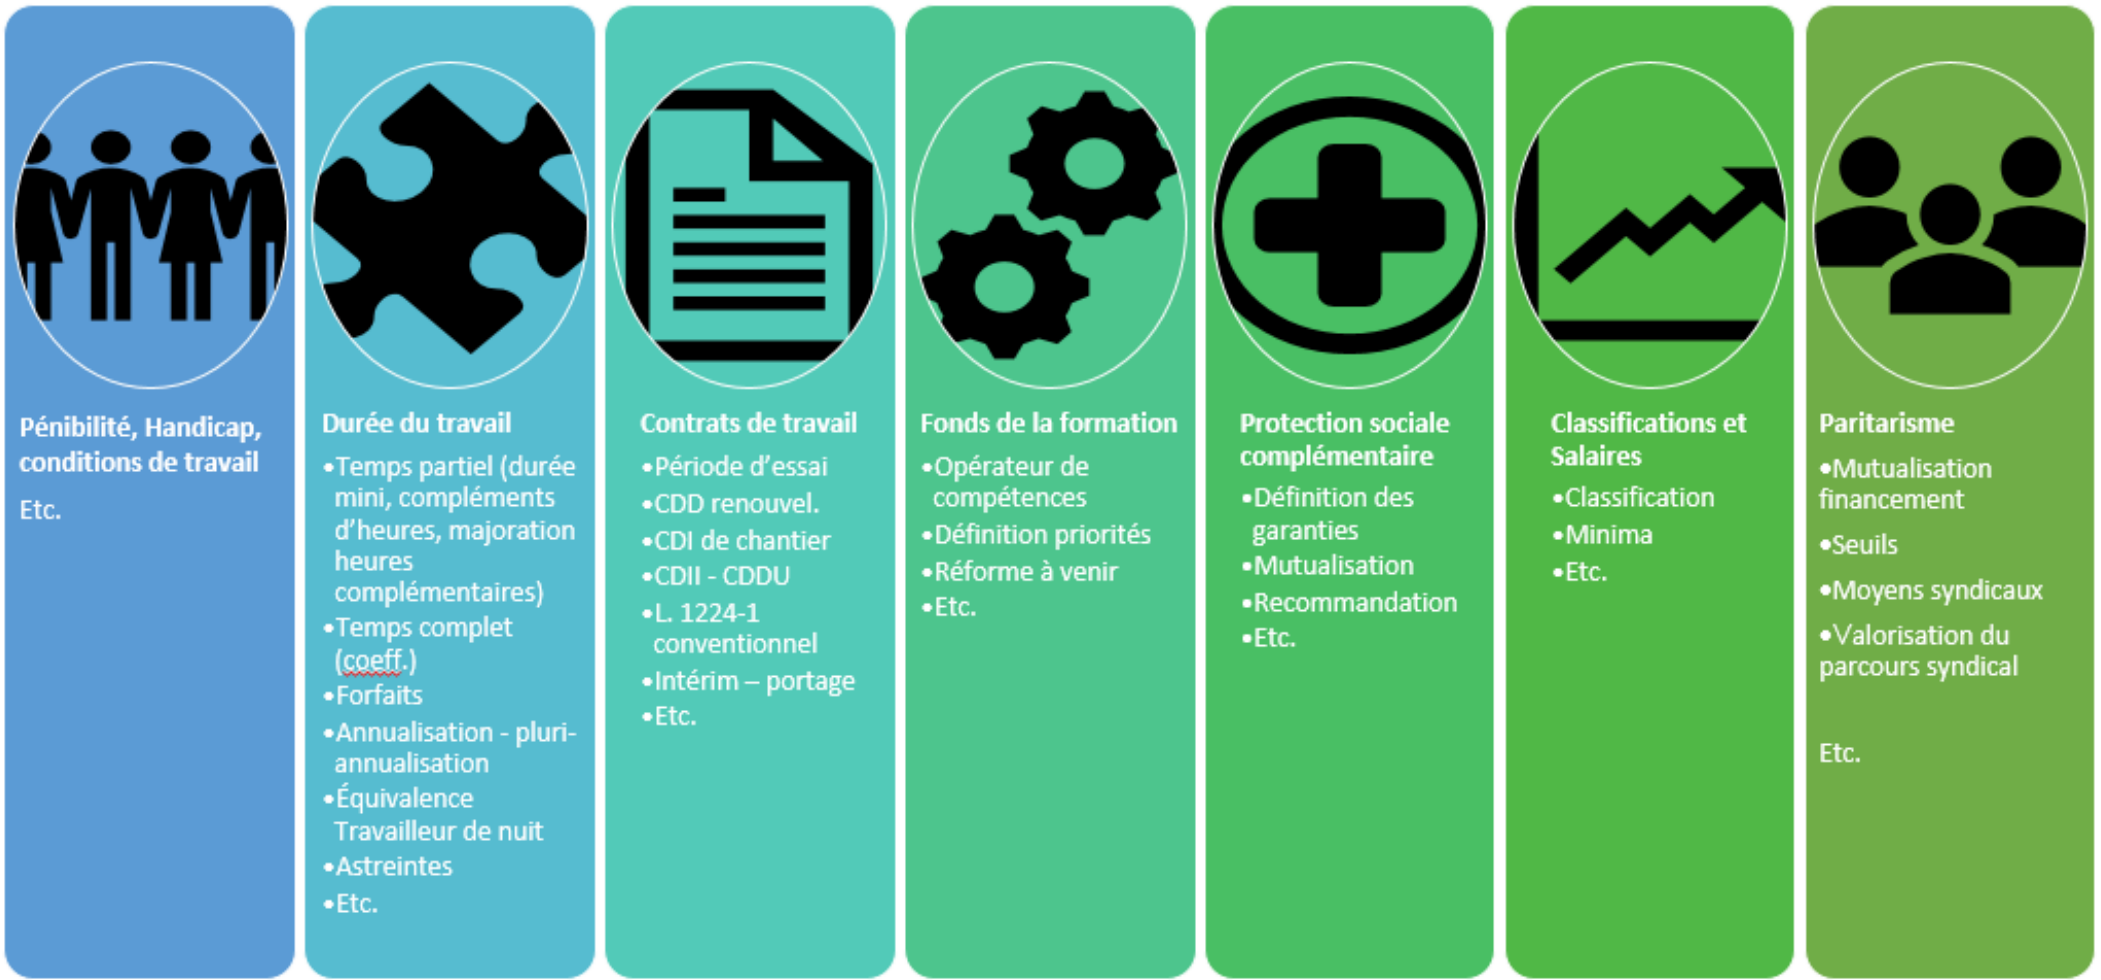 Pénibilité, Handicap,
conditions de travail
Etc.
Durée du travail
•Temps partiel (durée
mini, compléments
d'heures, majoration
heures
complémentaires)
•Temps complet
(coeff.)
•Forfaits
•Annualisation - pluri-
annualisation
•Équivalence
Travailleur de nuit
•Astreintes
•Etc.
Contrats de travail
•Période d'essai
•CDD renouvel.
•CDI de chantier
•CDII - CDDU
•L. 1224-1
conventionnel
•Intérim – portage
•Etc.
Fonds de la formation
•Opérateur de
compétences
•Définition priorités
•Réforme à venir
•Etc.
Protection sociale
complémentaire
•Définition des
garanties
•Mutualisation
•Recommandation
•Etc.
Classifications et
Salaires
•Classification
•Minima
•Etc.
Paritarisme
•Mutualisation
financement
•Seuils
•Moyens syndicaux
•Valorisation du
parcours syndical
Etc.